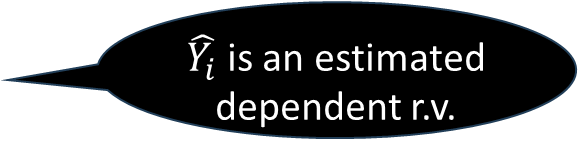 Ŷᵢ is an estimated
dependent r.v.